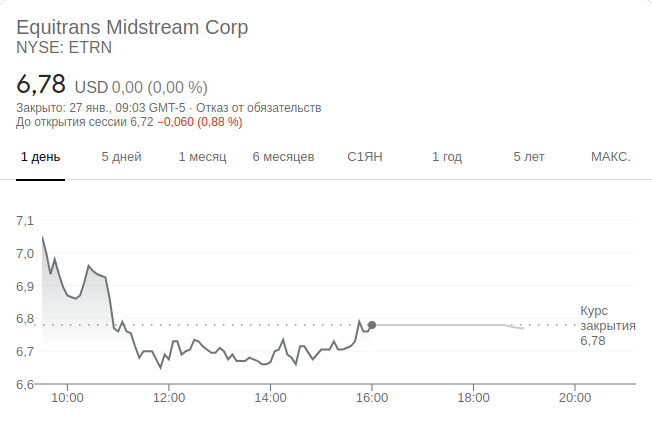 Equitrans Midstream Corp
NYSE: ETRN
6,78 USD 0,00 (0,00 %)
Закрыто: 27 янв., 09:03 GMT-5 · Отказ от обязательств
До открытия сессии 6,72 −0,060 (0,88 %)
1 день 5 дней 1 месяц 6 месяцев С1ЯН 1 год 5 лет МАКС.
7,1
7,0
6,9
6,8
6,7
6,6
Курс
закрытия
6,78
10:00 12:00 14:00 16:00 18:00 20:00